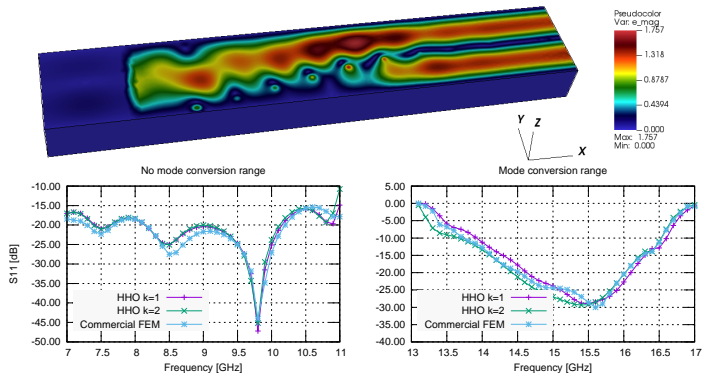 Pseudocolor
Var: e_mag
1.757
1.318
0.8787
0.4394
0.000
Max: 1.757
Min: 0.000
Y
Z
X
No mode conversion range
S11 [dB]
-10.00
-15.00
-20.00
-25.00
-30.00
-35.00
-40.00
-45.00
-50.00
HHO k=1
HHO k=2
Commercial FEM
7 7.5 8 8.5 9 9.5 10 10.5 11
Frequency [GHz]
Mode conversion range
5.00
0.00
-5.00
-10.00
-15.00
-20.00
-25.00
-30.00
-35.00
-40.00
HHO k=1
HHO k=2
Commercial FEM
13 13.5 14 14.5 15 15.5 16 16.5 17
Frequency [GHz]